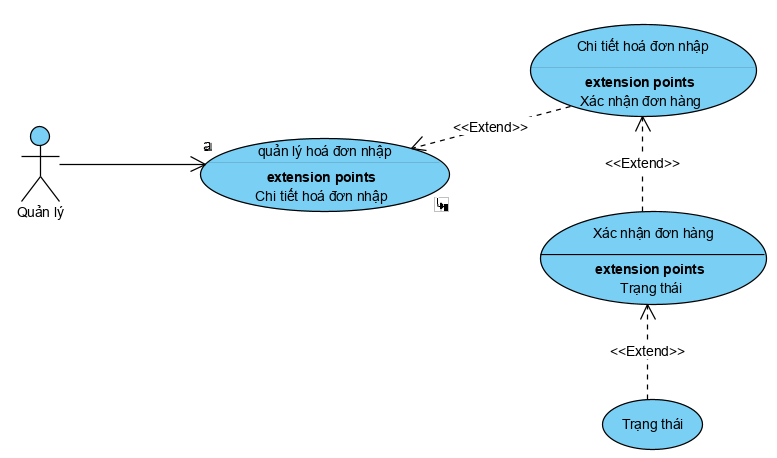 Chi tiết hoá đơn nhập
extension points
Xác nhận đơn hàng
<<Extend>>
a
quản lý hoá đơn nhập
extension points
Chi tiết hoá đơn nhập
Quản lý
<<Extend>>
Xác nhận đơn hàng
extension points
Trạng thái
<<Extend>>
Trạng thái